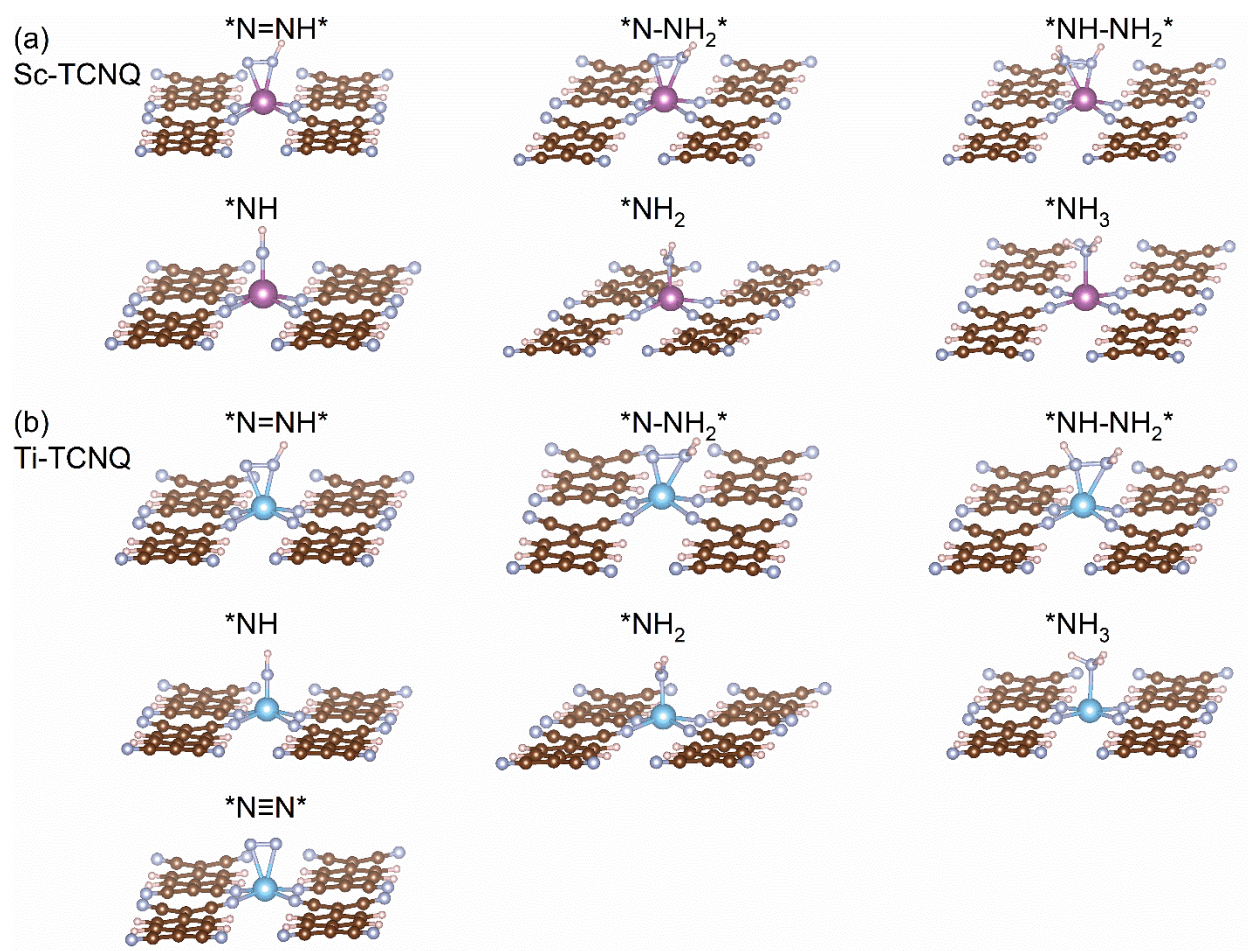 (a)
Sc-TCNQ
*N=NH*
*N-NH₂*
*NH-NH₂*
*NH
*NH₂
*NH₃
(b)
Ti-TCNQ
*N=NH*
*N-NH₂*
*NH-NH₂*
*NH
*NH₂
*NH₃
*N≡N*